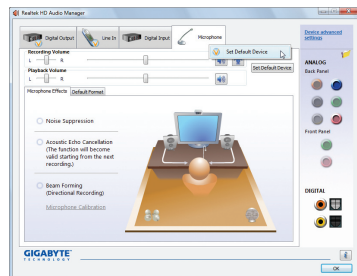 Realtek HD Audio Manager
Digital Output
Line In
Digital Input
Microphone
Device advanced
settings
Recording Volume
L
R
Set Default Device
Playback Volume
L
R
Set Default Device
Microphone Effects
Default Format
Noise Suppression
Acoustic Echo Cancellation
(The function will become
valid starting from the next
recording.)
Beam Forming
(Directional Recording)
Microphone Calibration
ANALOG
Back Panel
Front Panel
DIGITAL
GIGABYTE
TECHNOLOGY
i
OK